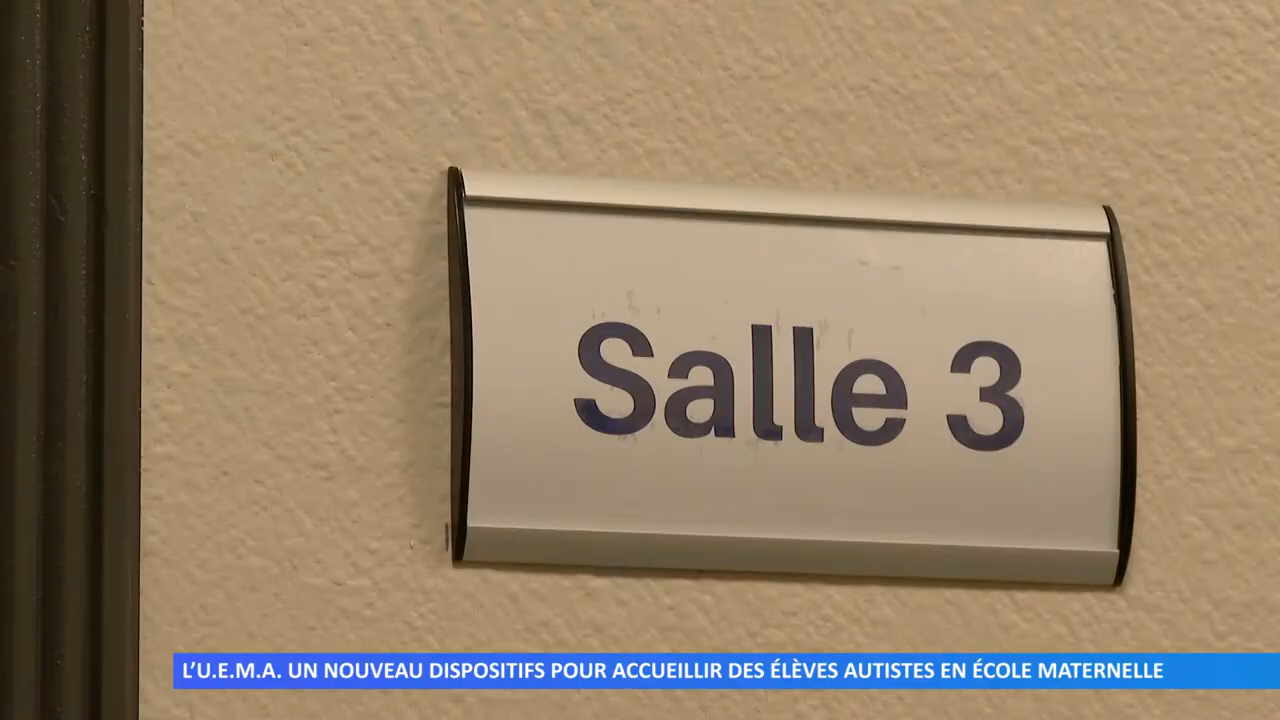 Salle 3
L'U.E.M.A. UN NOUVEAU DISPOSITIFS POUR ACCUEILLIR DES ÉLÈVES AUTISTES EN ÉCOLE MATERNELLE